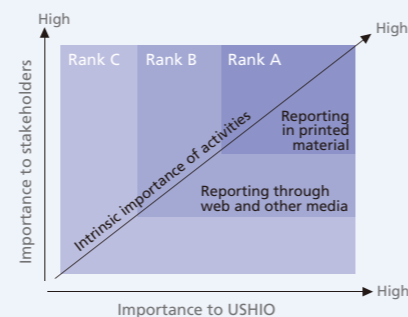 High
High
Rank C
Rank B
Rank A
Importance to stakeholders
Intrinsic importance of activities
Reporting
in printed
material
Reporting through
web and other media
High
Importance to USHIO